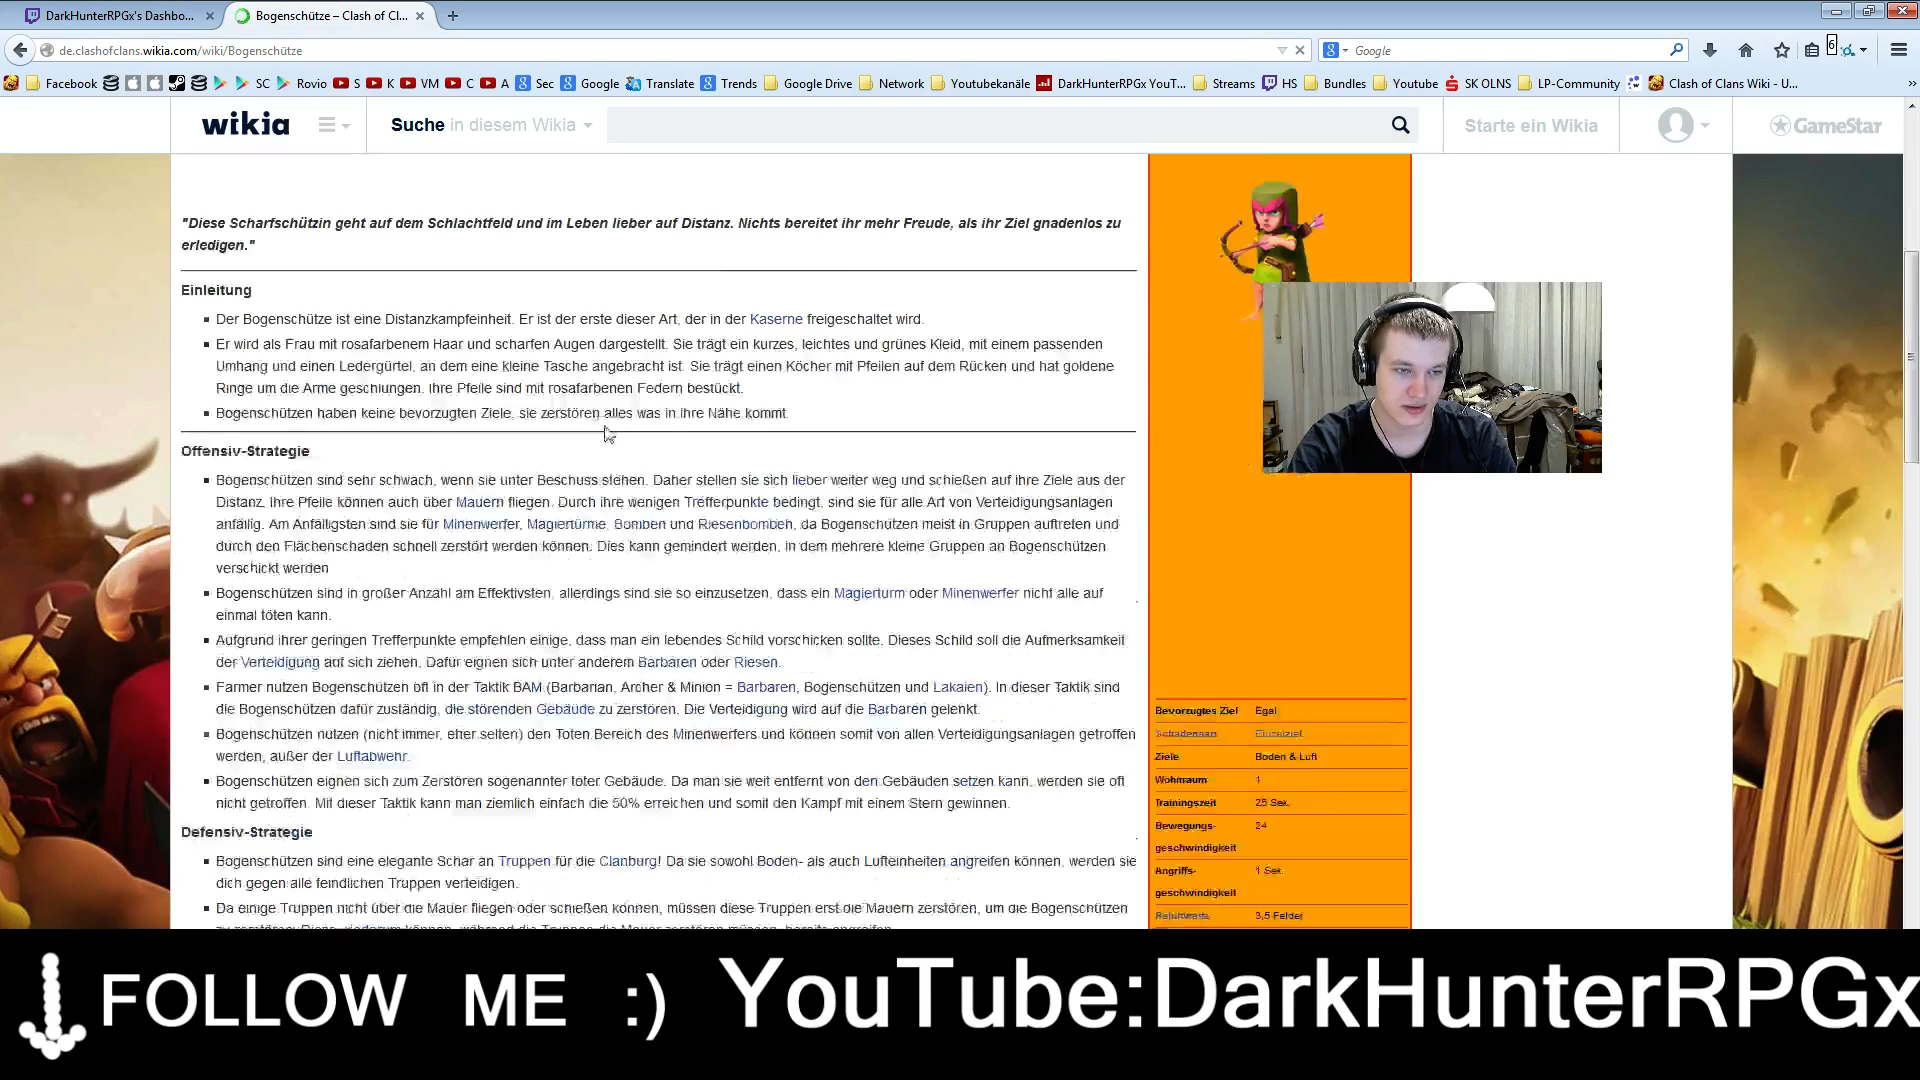 DarkHunterRPGx's Dashbo...
Bogenschütze – Clash of Cl...
de.clashofclans.wikia.com/wiki/Bogenschütze
Google
6
Facebook SC Rovio S K VM C A Sec Google Translate Trends Google Drive Network Youtubekanäle DarkHunterRPGx YouT... Streams HS Bundles Youtube SK OLNS LP-Community Clash of Clans Wiki - U...
wikia Suche in diesem Wikia Starte ein Wikia GameStar
"Diese Scharfschützin geht auf dem Schlachtfeld und im Leben lieber auf Distanz. Nichts bereitet ihr mehr Freude, als ihr Ziel gnadenlos zu
erledigen."
Einleitung
Der Bogenschütze ist eine Distanzkampfeinheit. Er ist der erste dieser Art, der in der Kaserne freigeschaltet wird.
Er wird als Frau mit rosafarbenem Haar und scharfen Augen dargestellt. Sie trägt ein kurzes, leichtes und grünes Kleid, mit einem passenden
Umhang und einen Ledergürtel, an dem eine kleine Tasche angebracht ist. Sie trägt einen Köcher mit Pfeilen auf dem Rücken und hat goldene
Ringe um die Arme geschlungen. Ihre Pfeile sind mit rosafarbenen Federn bestückt.
Bogenschützen haben keine bevorzugten Ziele, sie zerstören alles was in ihre Nähe kommt.
Offensiv-Strategie
Bogenschützen sind sehr schwach, wenn sie unter Beschuss stehen. Daher stellen sie sich lieber weiter weg und schießen auf ihre Ziele aus der
Distanz. Ihre Pfeile können auch über Mauern fliegen. Durch ihre wenigen Trefferpunkte bedingt, sind sie für alle Art von Verteidigungsanlagen
anfällig. Am Anfälligsten sind sie für Minenwerfer, Magiertürme, Bomben und Riesenbomben, da Bogenschützen meist in Gruppen auftreten und
durch den Flächenschaden schnell zerstört werden können. Dies kann gemindert werden, in dem mehrere kleine Gruppen an Bogenschützen
verschickt werden
Bogenschützen sind in großer Anzahl am Effektivsten, allerdings sind sie so einzusetzen, dass ein Magierturm oder Minenwerfer nicht alle auf
einmal töten kann.
Aufgrund ihrer geringen Trefferpunkte empfehlen einige, dass man ein lebendes Schild vorschicken sollte. Dieses Schild soll die Aufmerksamkeit
der Verteidigung auf sich ziehen. Dafür eignen sich unter anderem Barbaren oder Riesen.
Farmer nutzen Bogenschützen oft in der Taktik BAM (Barbarian, Archer & Minion = Barbaren, Bogenschützen und Lakaien). In dieser Taktik sind
die Bogenschützen dafür zuständig, die störenden Gebäude zu zerstören. Die Verteidigung wird auf die Barbaren gelenkt.
Bogenschützen nutzen (nicht immer, eher selten) den Toten Bereich des Minenwerfers und können somit von allen Verteidigungsanlagen getroffen
werden, außer der Luftabwehr.
Bogenschützen eignen sich zum Zerstören sogenannter toter Gebäude. Da man sie weit entfernt von den Gebäuden setzen kann, werden sie oft
nicht getroffen. Mit dieser Taktik kann man ziemlich einfach die 50% erreichen und somit den Kampf mit einem Stern gewinnen.
Defensiv-Strategie
Bogenschützen sind eine elegante Schar an Truppen für die Clanburg! Da sie sowohl Boden- als auch Lufteinheiten angreifen können, werden sie
dich gegen alle feindlichen Truppen verteidigen.
Da einige Truppen nicht über die Mauer fliegen oder schießen können, müssen diese Truppen erst die Mauern zerstören, um die Bogenschützen
Bevorzugtes Ziel Egal
Schadensart Einzelziel
Ziele Boden & Luft
Wohnraum 1
Trainingszeit 25 Sek.
Bewegungs- 24
geschwindigkeit
Angriffs- 1 Sek.
geschwindigkeit
Reichweite 3,5 Felder
FOLLOW ME :) YouTube:DarkHunterRPGx